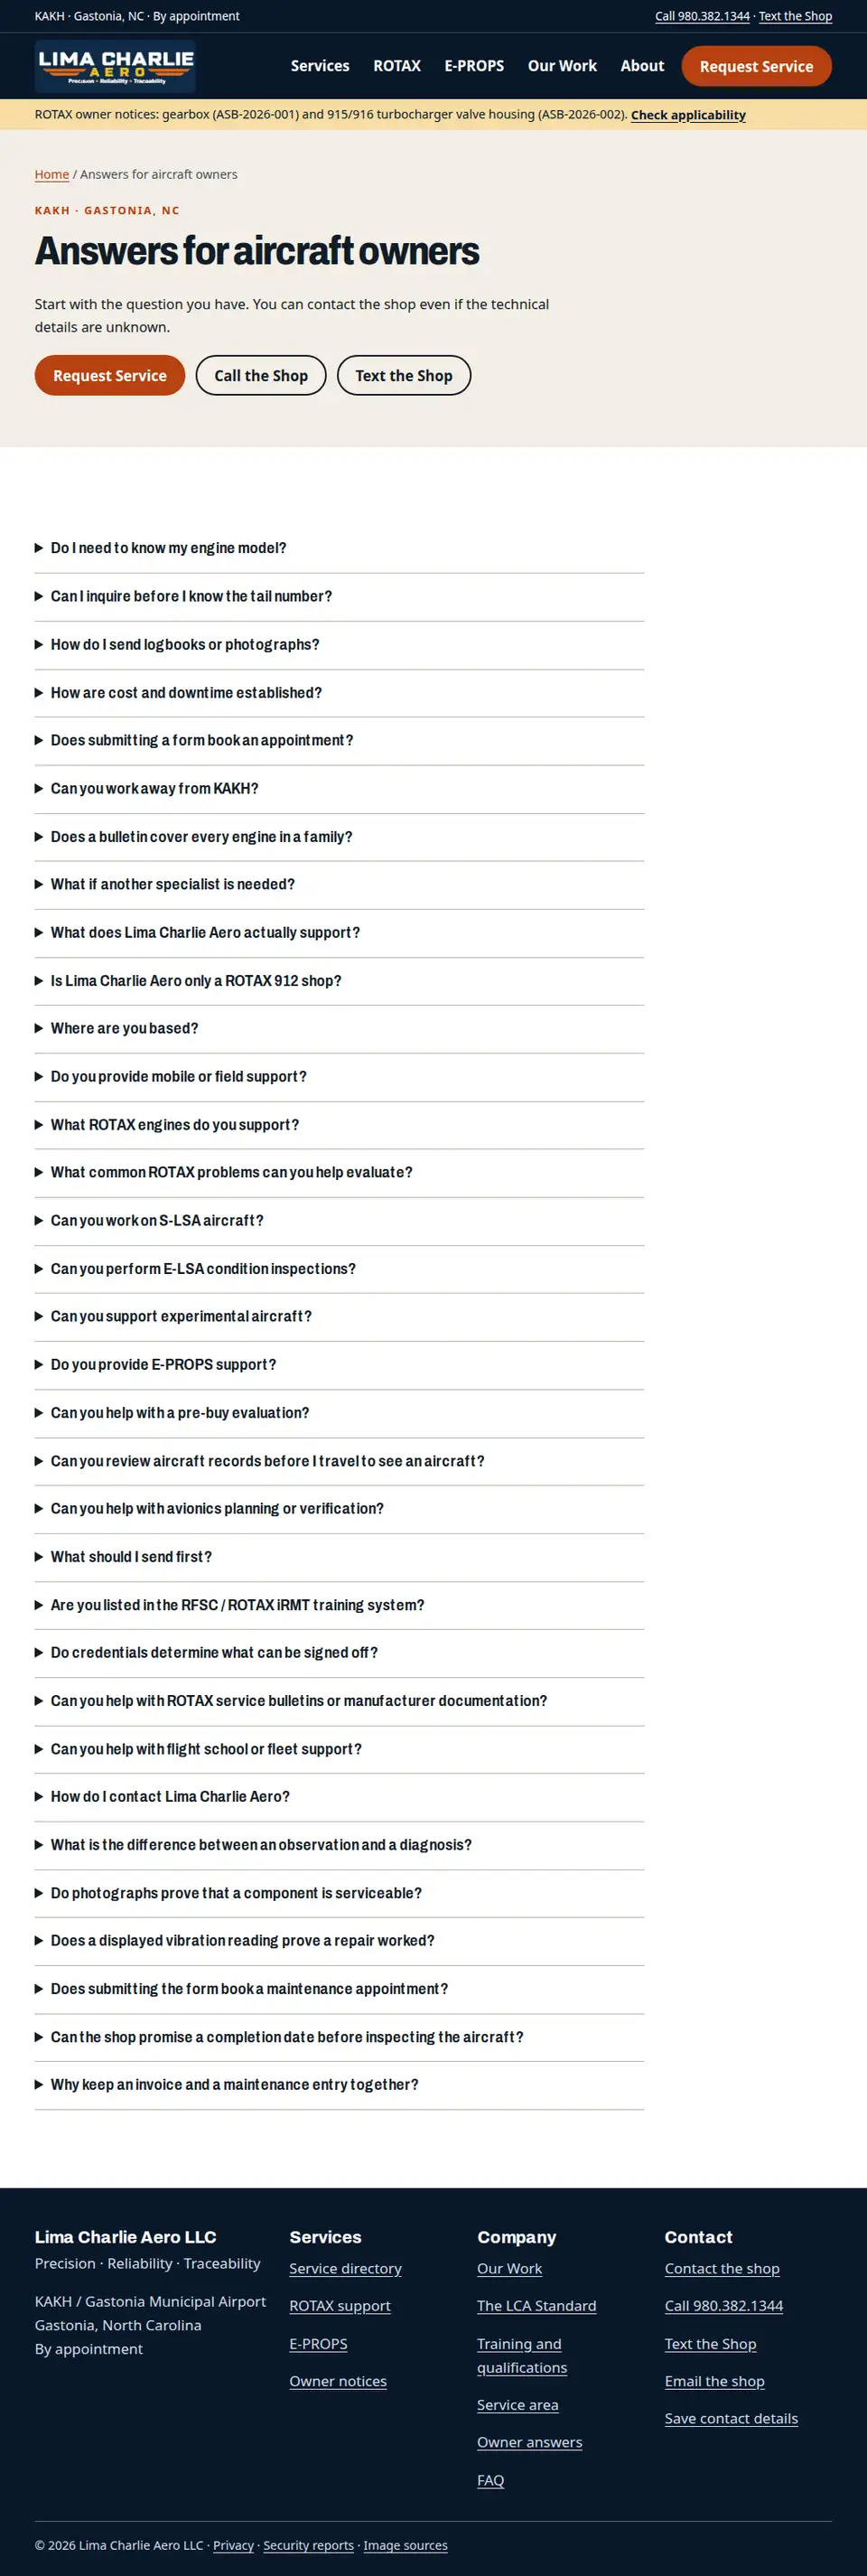 KAKH · Gastonia, NC · By appointment
Call 980.382.1344 · Text the Shop
LIMA CHARLIE
AERO
Precision · Reliability · Traceability
Services ROTAX E-PROPS Our Work About Request Service
ROTAX owner notices: gearbox (ASB-2026-001) and 915/916 turbocharger valve housing (ASB-2026-002). Check applicability
Home / Answers for aircraft owners
KAKH · GASTONIA, NC
Answers for aircraft owners
Start with the question you have. You can contact the shop even if the technical
details are unknown.
Request Service Call the Shop Text the Shop
Do I need to know my engine model?
Can I inquire before I know the tail number?
How do I send logbooks or photographs?
How are cost and downtime established?
Does submitting a form book an appointment?
Can you work away from KAKH?
Does a bulletin cover every engine in a family?
What if another specialist is needed?
What does Lima Charlie Aero actually support?
Is Lima Charlie Aero only a ROTAX 912 shop?
Where are you based?
Do you provide mobile or field support?
What ROTAX engines do you support?
What common ROTAX problems can you help evaluate?
Can you work on S-LSA aircraft?
Can you perform E-LSA condition inspections?
Can you support experimental aircraft?
Do you provide E-PROPS support?
Can you help with a pre-buy evaluation?
Can you review aircraft records before I travel to see an aircraft?
Can you help with avionics planning or verification?
What should I send first?
Are you listed in the RFSC / ROTAX iRMT training system?
Do credentials determine what can be signed off?
Can you help with ROTAX service bulletins or manufacturer documentation?
Can you help with flight school or fleet support?
How do I contact Lima Charlie Aero?
What is the difference between an observation and a diagnosis?
Do photographs prove that a component is serviceable?
Does a displayed vibration reading prove a repair worked?
Does submitting the form book a maintenance appointment?
Can the shop promise a completion date before inspecting the aircraft?
Why keep an invoice and a maintenance entry together?
Lima Charlie Aero LLC
Precision · Reliability · Traceability
KAKH / Gastonia Municipal Airport
Gastonia, North Carolina
By appointment
Services
Service directory
ROTAX support
E-PROPS
Owner notices
Company
Our Work
The LCA Standard
Training and
qualifications
Service area
Owner answers
FAQ
Contact
Contact the shop
Call 980.382.1344
Text the Shop
Email the shop
Save contact details
© 2026 Lima Charlie Aero LLC · Privacy · Security reports · Image sources